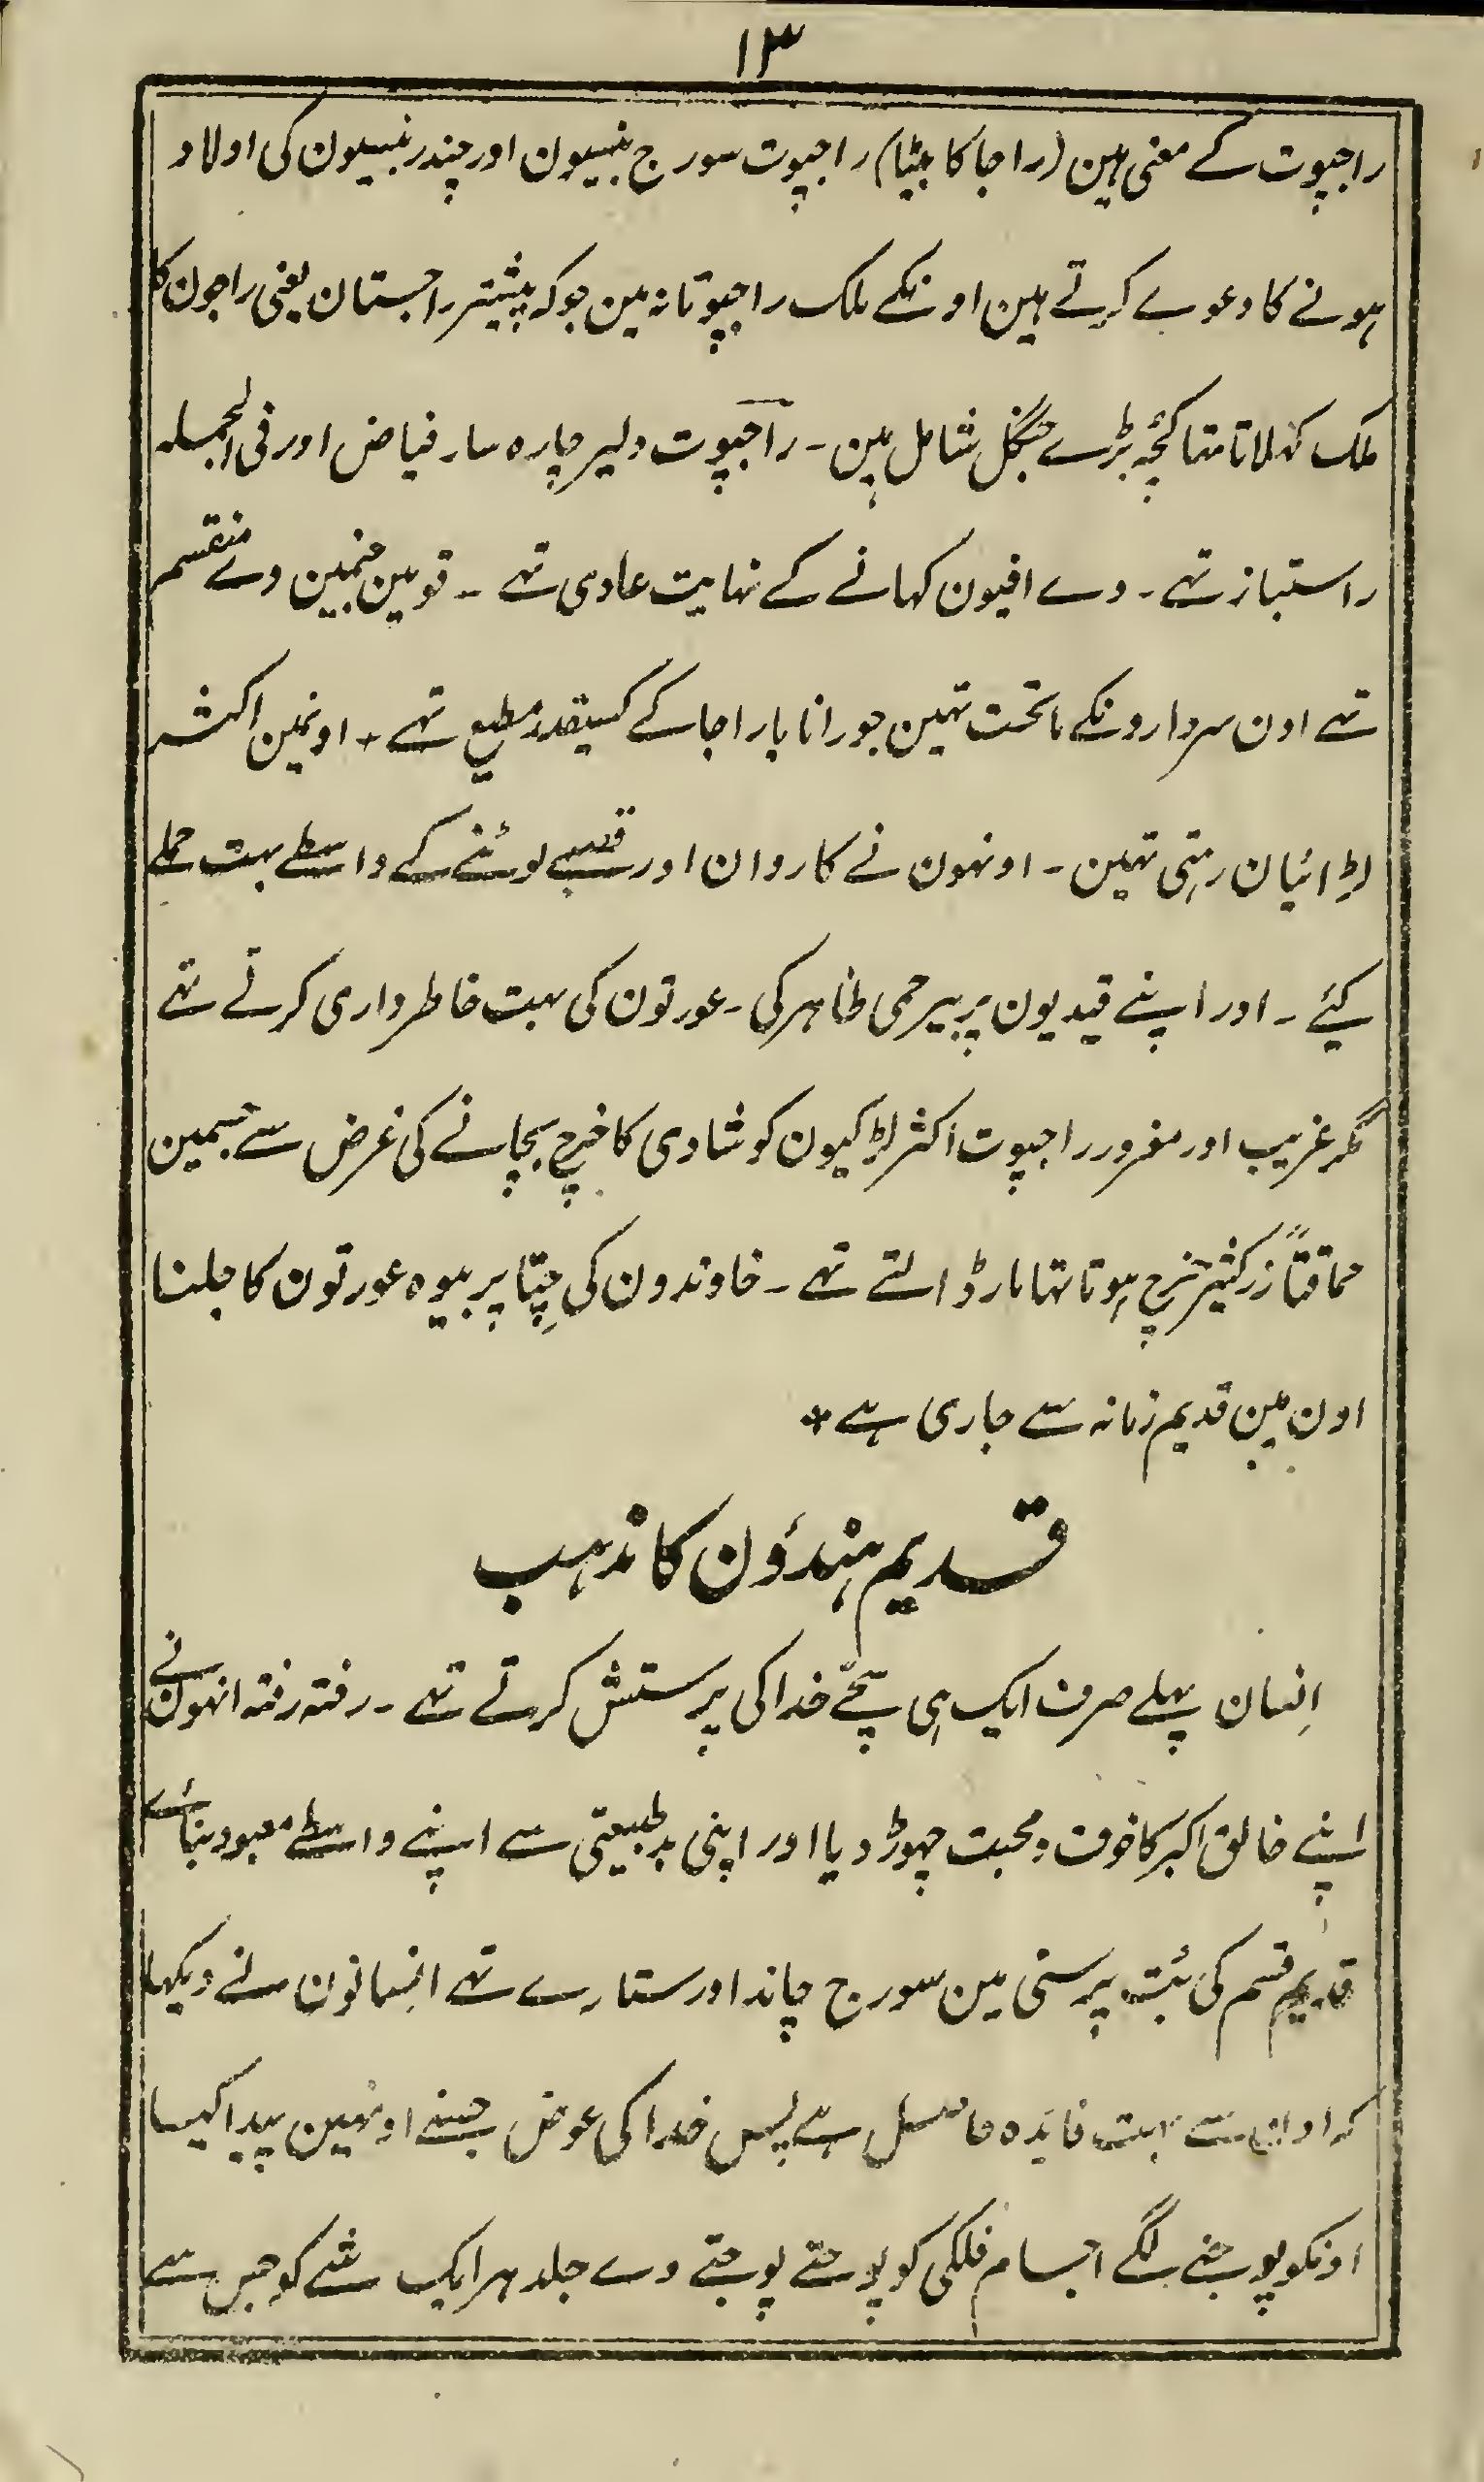 ١٣
راجپوت کے معنی ہین (راجا کا بیٹا) راجپوت سورج بنسیون اور چندر بنسیون کی اولاد
ہونے کا دعوے کرتے ہین اونکے ملک راجپوتانہ مین جو کہ پیشتر راجستان یعنی راجون کا
ملک کہلاتا تہا کئی بڑے جنگل شامل ہین ۔ راجپوت دلیر چارہ ساز فیاض اور فی الجملہ
راستباز تہے ۔ وے افیون کہانے کے نہایت عادی تہے ۔ قومین جنمین وے منقسم
تہے اون سردارونکے ماتحت تہین جو رانا یا راجا کے کسیقدر مطیع تہے ٭ اونمین اکثر
لڑائیان رہتی تہین ۔ اونہون نے کاروان اور قصبے لوٹنے کے واسطے بہت حملے
کیئے ۔ اور اپنے قیدیون پر بیرحمی ظاہر کی ۔ عورتون کی بہت خاطرداری کرتے تہے
مگر غریب اور مغرور راجپوت اکثر لڑکیون کو شادی کا خرچ بچانے کی غرض سے جسمین
حماقتاً زر کثیر خرچ ہوتا تہا مار ڈالتے تہے ۔ خاوندون کی چِتا پر بیوہ عورتون کا جلنا
اون مین قدیم زمانہ سے جاری ہے ٭
قدیم ہندؤن کا مذہب
اِنسان پہلے صرف ایک ہی سچّے خدا کی پرستش کرتے تہے ۔ رفتہ رفتہ انہون نے
اپنے خالق اکبر کا خوف و محبت چہوڑ دیا اور اپنی بدطبیعتی سے اپنے واسطے معبود بنائے
قدیم قسم کی بُت پرستی مین سورج چاند اور ستارے تہے اِنسانون نے دیکہا
کہ اون سے بہت فایدہ حاصل ہے پس خدا کی عوض جسنے اونہین پیدا کیا
اونکو پوجنے لگے اجسام فلکی کو پوجتے پوجتے وے جلد ہر ایک شے کو جس سے